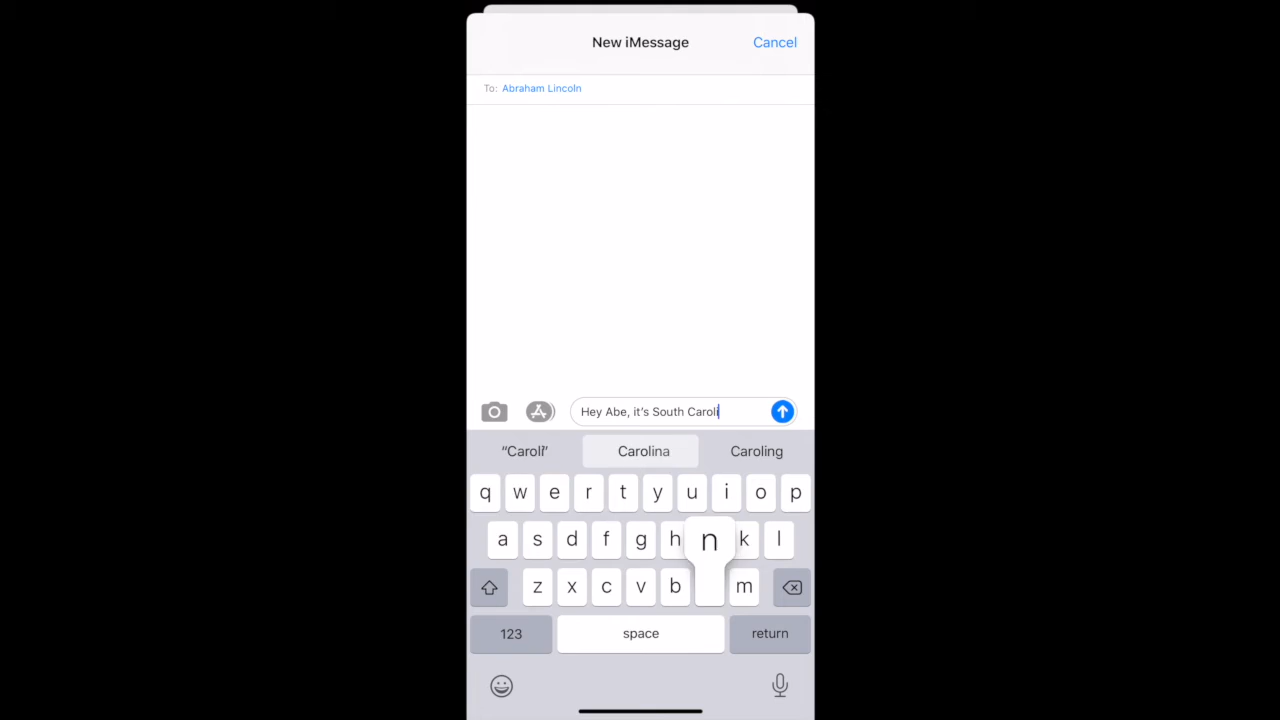 New iMessage Cancel
To: Abraham Lincoln
Hey Abe, it's South Caroli
“Caroli” Carolina Caroling
q w e r t y u i o p
a s d f g h n k l
z x c v b m
123 space return